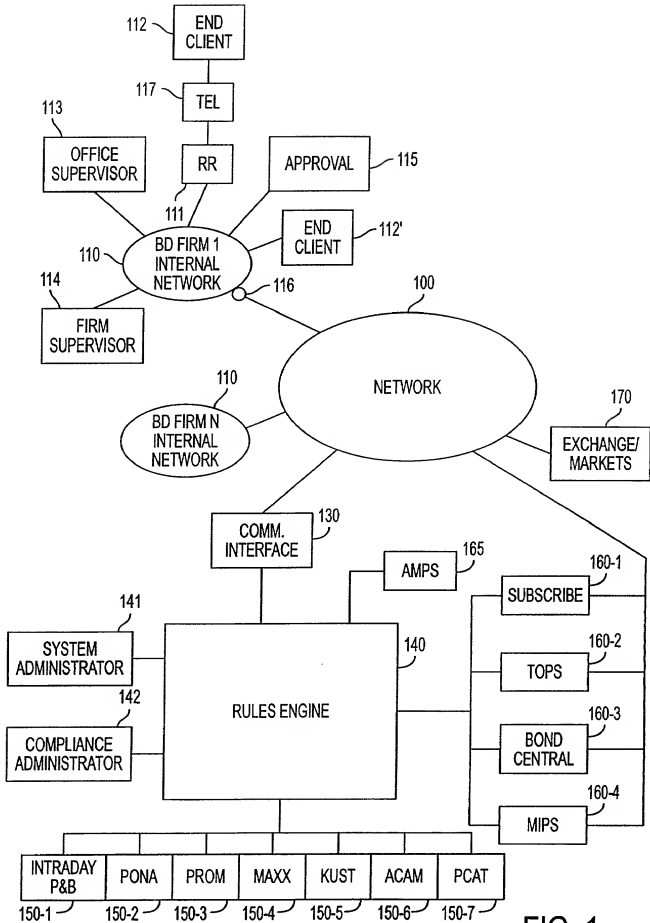 112
END
CLIENT
117
TEL
113
OFFICE
SUPERVISOR
RR
111
APPROVAL
115
END
CLIENT
112'
110
BD FIRM 1
INTERNAL
NETWORK
116
114
FIRM
SUPERVISOR
100
NETWORK
110
BD FIRM N
INTERNAL
NETWORK
170
EXCHANGE/
MARKETS
COMM.
INTERFACE
130
AMPS
165
160-1
SUBSCRIBE
141
SYSTEM
ADMINISTRATOR
140
RULES ENGINE
160-2
TOPS
142
COMPLIANCE
ADMINISTRATOR
160-3
BOND
CENTRAL
160-4
MIPS
INTRADAY
P&B
PONA
PROM
MAXX
KUST
ACAM
PCAT
150-1
150-2
150-3
150-4
150-5
150-6
150-7